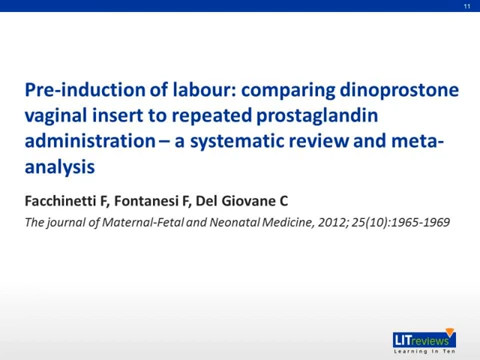 11
Pre-induction of labour: comparing dinoprostone
vaginal insert to repeated prostaglandin
administration – a systematic review and meta-
analysis
Facchinetti F, Fontanesi F, Del Giovane C
The journal of Maternal-Fetal and Neonatal Medicine, 2012; 25(10):1965-1969
LITreviews
Learning In Ten